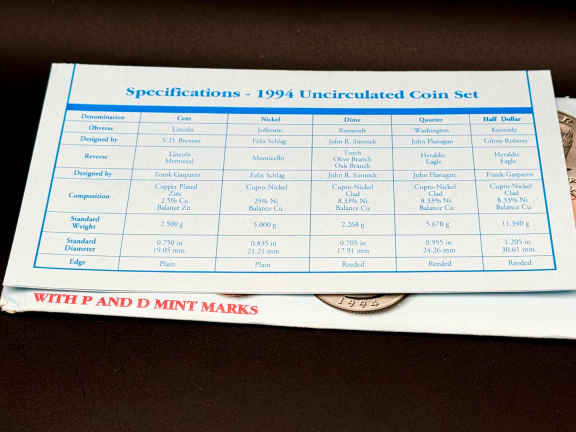 Specifications - 1994 Uncirculated Coin Set
Denomination Cent Nickel Dime Quarter Half Dollar
Obverse Lincoln Jefferson Roosevelt Washington Kennedy
Designed by V.D. Brenner Felix Schlag John R. Sinnock John Flanagan Gilroy Roberts
Reverse Lincoln Memorial Monticello Torch Olive Branch Oak Branch Heraldic Eagle Heraldic Eagle
Designed by Frank Gasparro Felix Schlag John R. Sinnock John Flanagan Frank Gasparro
Composition Copper Plated Zinc 2.5% Cu Balance Zn Cupro-Nickel 25% Ni Balance Cu Cupro-Nickel Clad 8.33% Ni Balance Cu Cupro-Nickel Clad 8.33% Ni Balance Cu Cupro-Nickel Clad 8.33% Ni Balance Cu
Standard Weight 2.500 g 5.000 g 2.268 g 5.670 g 11.340 g
Standard Diameter 0.750 in 19.05 mm 0.835 in 21.21 mm 0.705 in 17.91 mm 0.955 in 24.26 mm 1.205 in 30.61 mm
Edge Plain Plain Reeded Reeded Reeded
WITH P AND D MINT MARKS